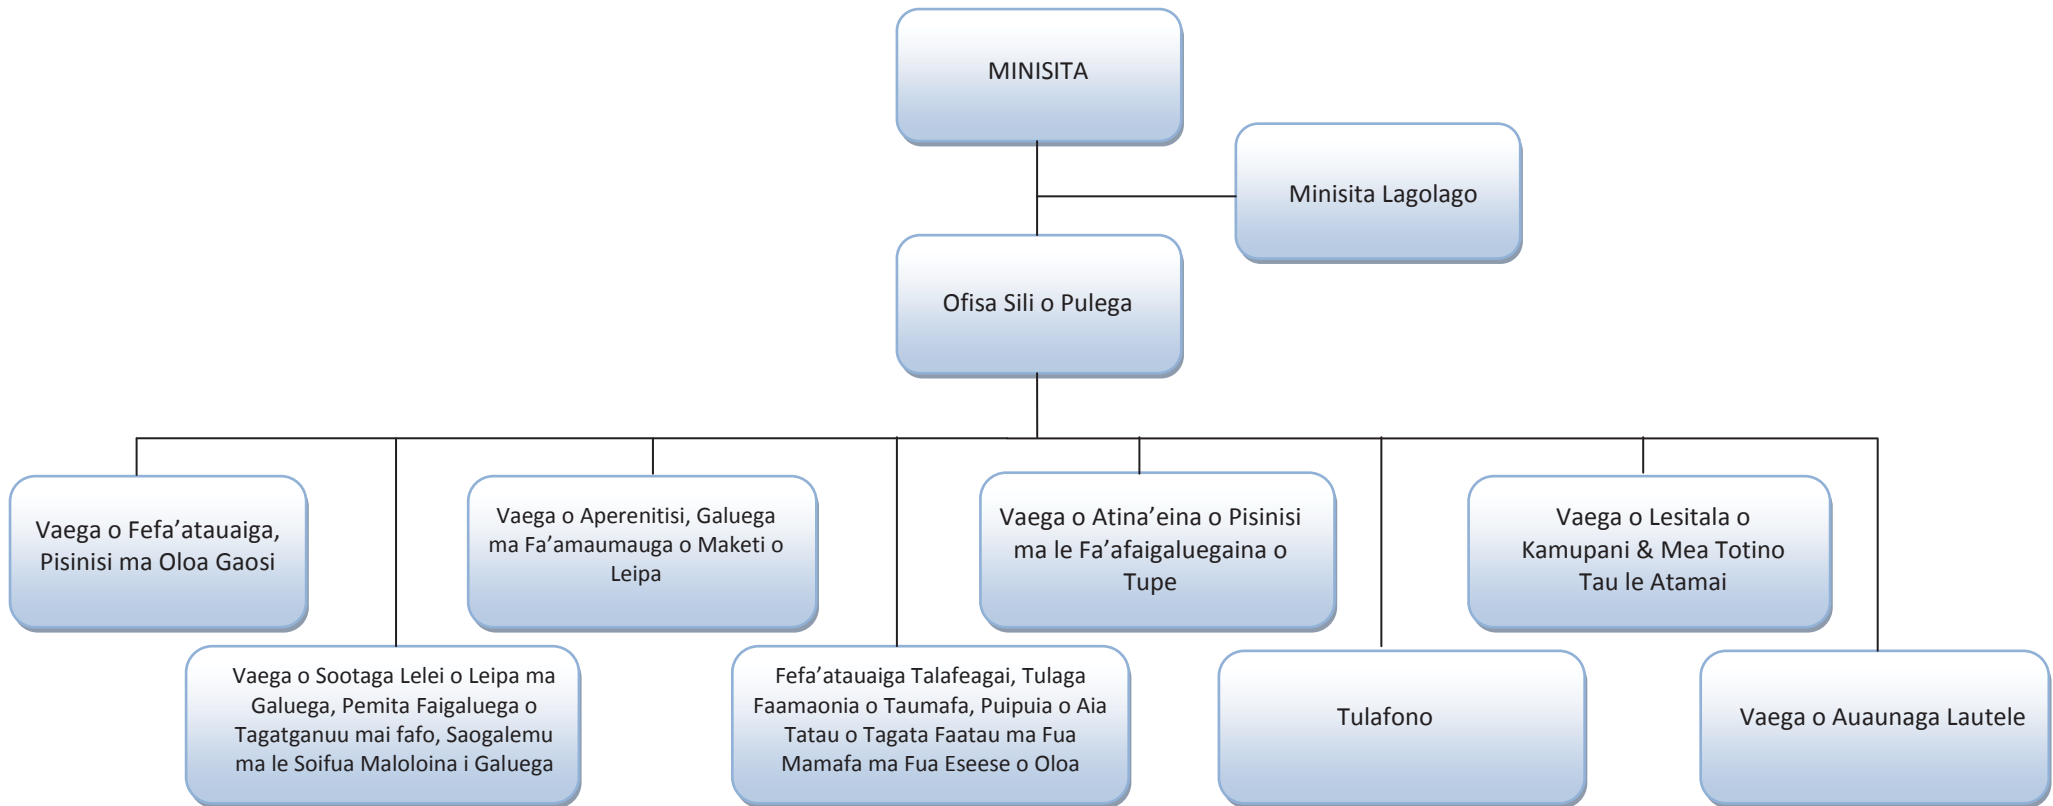 MINISITA
Minisita Lagolago
Ofisa Sili o Pulega
Vaega o Fefa’atauaiga,
Pisinisi ma Oloa Gaosi
Vaega o Aperenitisi, Galuega
ma Fa’amaumauga o Maketi o
Leipa
Vaega o Atina’eina o Pisinisi
ma le Fa’afaigaluegaina o
Tupe
Vaega o Lesitala o
Kamupani & Mea Totino
Tau le Atamai
Vaega o Sootaga Lelei o Leipa ma
Galuega, Pemita Faigaluega o
Tagatganuu mai fafo, Saogalemu
ma le Soifua Maloloina i Galuega
Fefa’atauaiga Talafeagai, Tulaga
Faamaonia o Taumafa, Puipuia o Aia
Tatau o Tagata Faatau ma Fua
Mamafa ma Fua Eseese o Oloa
Tulafono
Vaega o Auaunaga Lautele